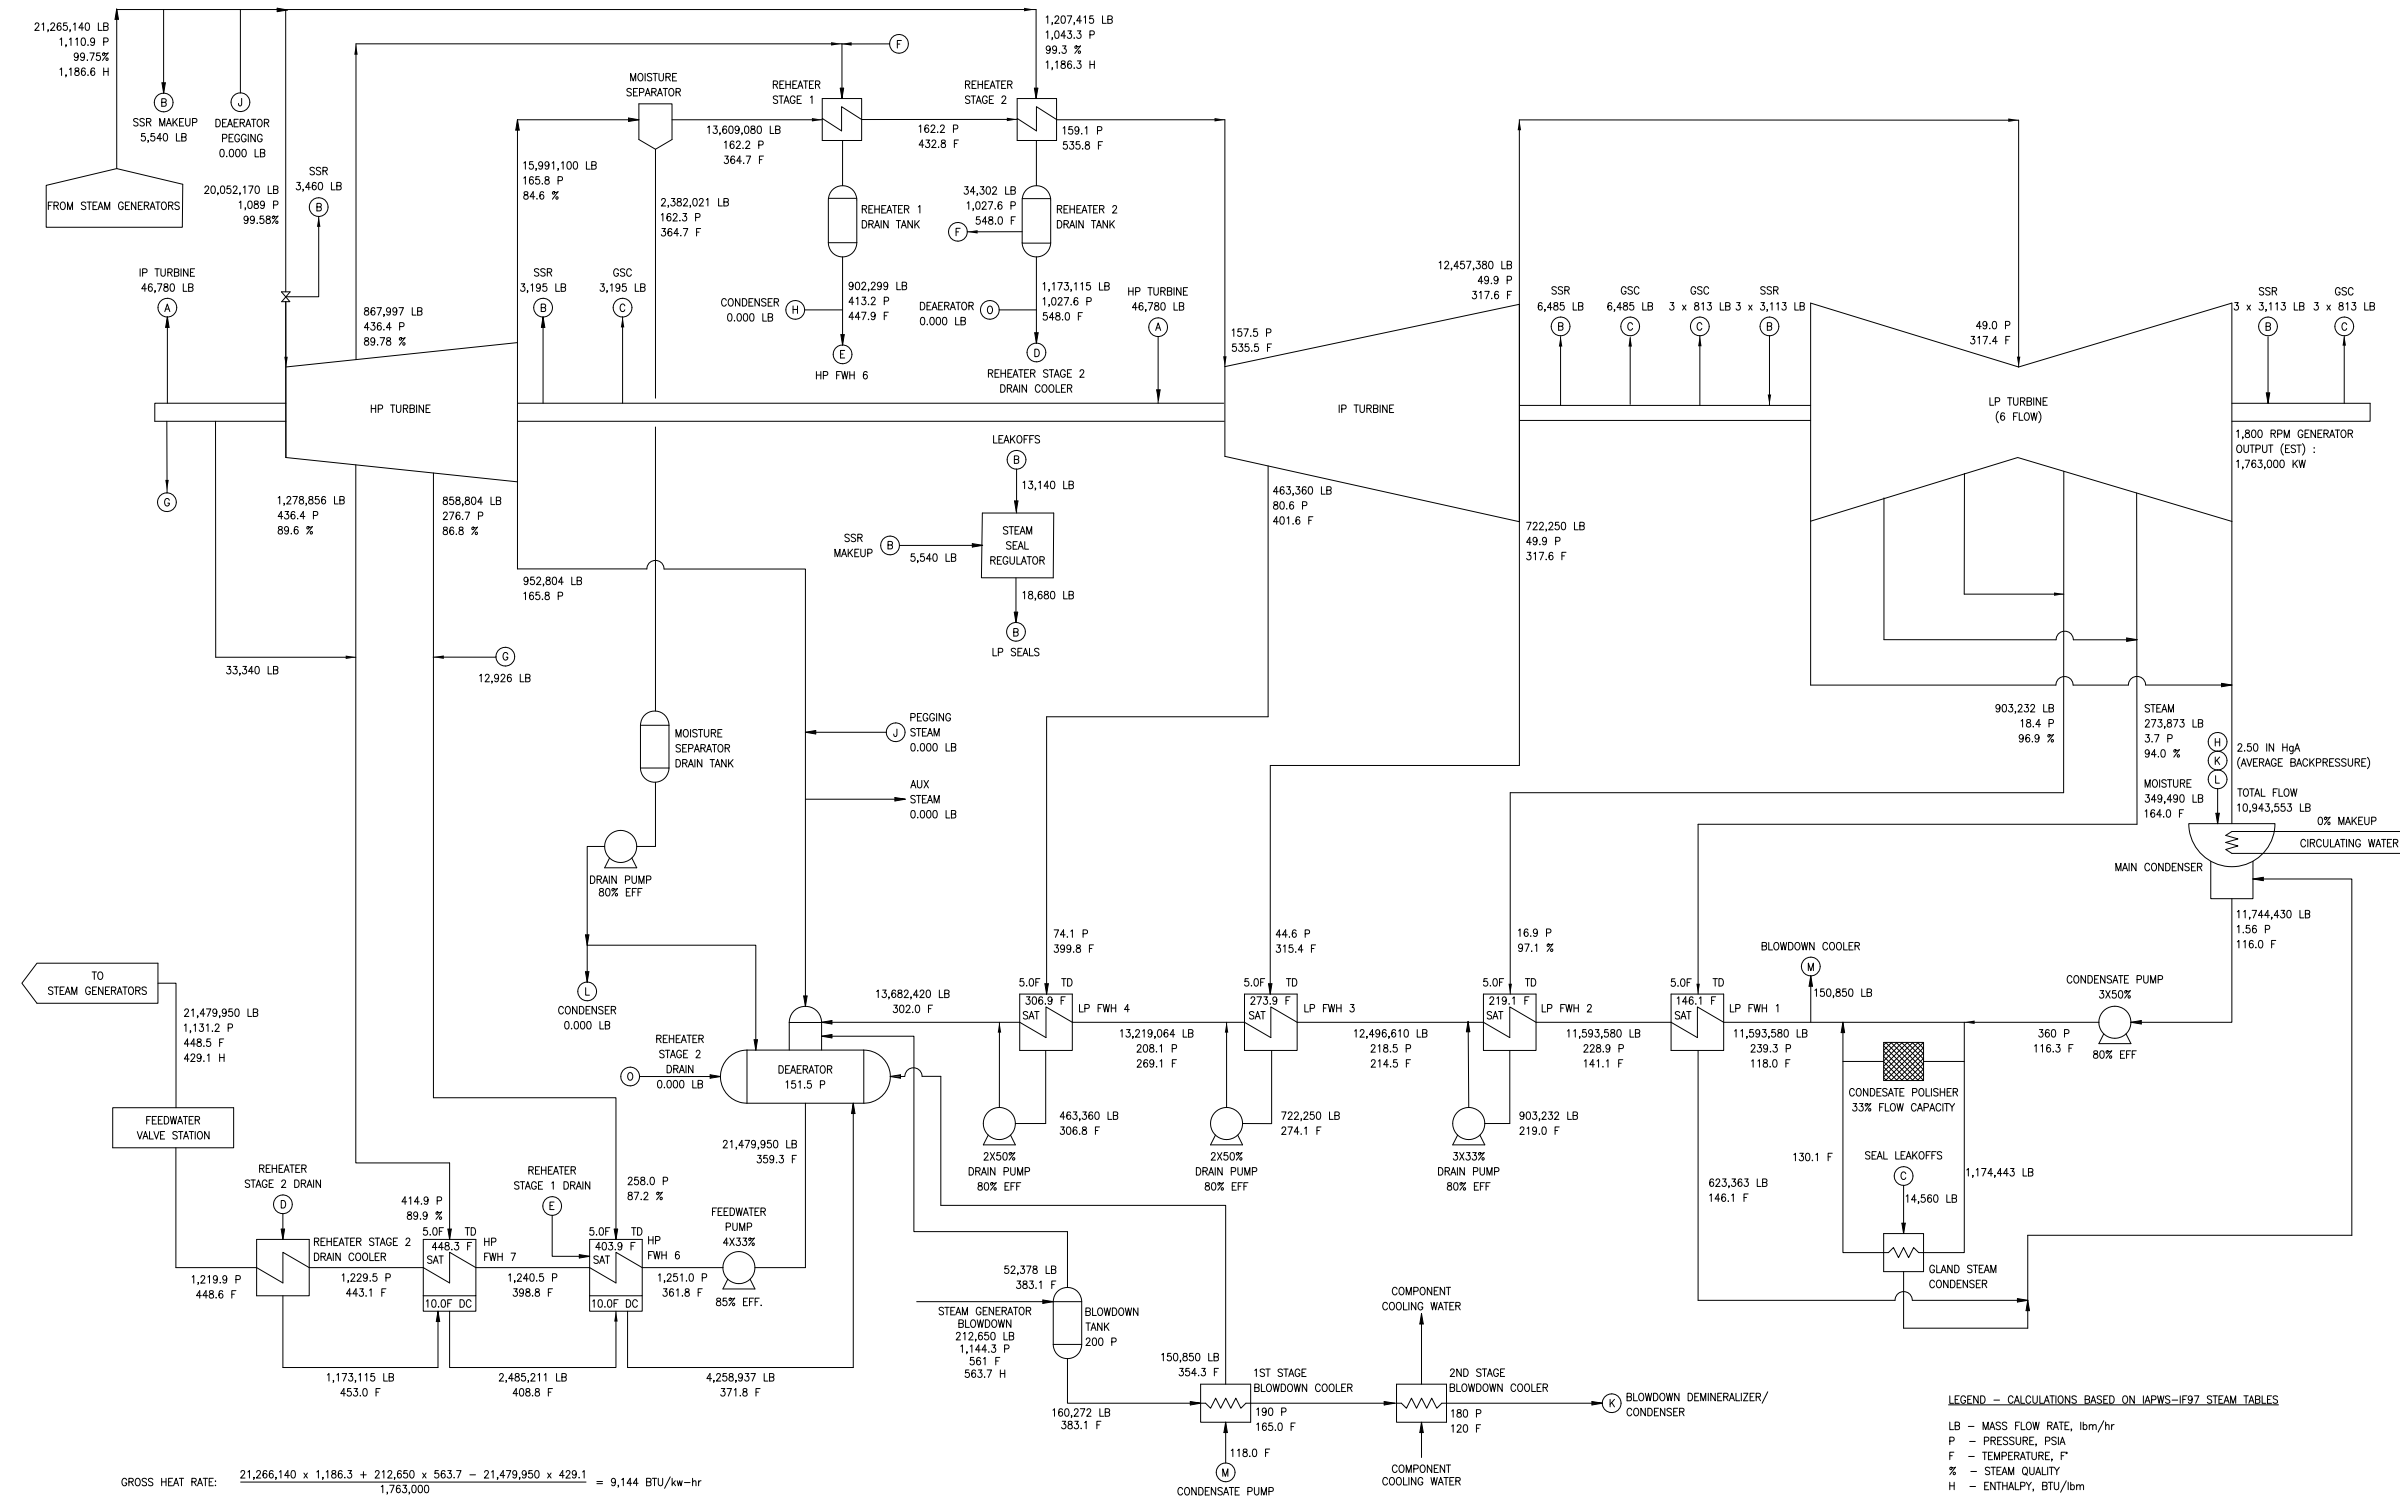 21,265,140 LB
1,110.9 P
99.75%
1,186.6 H
B
SSR MAKEUP
5,540 LB
J
DEAERATOR
PEGGING
0.000 LB
FROM STEAM GENERATORS
20,052,170 LB
1,089 P
99.58%
SSR
3,460 LB
B
IP TURBINE
46,780 LB
A
867,997 LB
436.4 P
89.78 %
F
1,207,415 LB
1,043.3 P
99.3 %
1,186.3 H
MOISTURE
SEPARATOR
REHEATER
STAGE 1
REHEATER
STAGE 2
13,609,080 LB
162.2 P
364.7 F
162.2 P
432.8 F
159.1 P
535.8 F
15,991,100 LB
165.8 P
84.6 %
2,382,021 LB
162.3 P
364.7 F
REHEATER 1
DRAIN TANK
34,302 LB
1,027.6 P
548.0 F
F
REHEATER 2
DRAIN TANK
SSR
3,195 LB
B
GSC
3,195 LB
C
CONDENSER
0.000 LB
H
902,299 LB
413.2 P
447.9 F
E
HP FWH 6
DEAERATOR
0.000 LB
O
1,173,115 LB
1,027.6 P
548.0 F
D
REHEATER STAGE 2
DRAIN COOLER
HP TURBINE
46,780 LB
A
157.5 P
535.5 F
12,457,380 LB
49.9 P
317.6 F
SSR
6,485 LB
B
GSC
6,485 LB
C
GSC
3 x 813 LB
C
SSR
3 x 3,113 LB
B
49.0 P
317.4 F
SSR
3 x 3,113 LB
B
GSC
3 x 813 LB
C
HP TURBINE
IP TURBINE
LP TURBINE
(6 FLOW)
1,800 RPM GENERATOR
OUTPUT (EST) :
1,763,000 KW
G
1,278,856 LB
436.4 P
89.6 %
858,804 LB
276.7 P
86.8 %
LEAKOFFS
B
13,140 LB
SSR
MAKEUP
B
5,540 LB
STEAM
SEAL
REGULATOR
18,680 LB
B
LP SEALS
463,360 LB
80.6 P
401.6 F
722,250 LB
49.9 P
317.6 F
952,804 LB
165.8 P
33,340 LB
G
12,926 LB
MOISTURE
SEPARATOR
DRAIN TANK
J
PEGGING
STEAM
0.000 LB
AUX
STEAM
0.000 LB
903,232 LB
18.4 P
96.9 %
STEAM
273,873 LB
3.7 P
94.0 %
MOISTURE
349,490 LB
164.0 F
H
K
L
2.50 IN HgA
(AVERAGE BACKPRESSURE)
TOTAL FLOW
10,943,553 LB
0% MAKEUP
CIRCULATING WATER
MAIN CONDENSER
11,744,430 LB
1.56 P
116.0 F
DRAIN PUMP
80% EFF
L
CONDENSER
0.000 LB
TO
STEAM GENERATORS
21,479,950 LB
1,131.2 P
448.5 F
429.1 H
REHEATER
STAGE 2
DRAIN
0.000 LB
O
DEAERATOR
151.5 P
13,682,420 LB
302.0 F
74.1 P
399.8 F
5.0F TD
306.9 F
SAT
LP FWH 4
13,219,064 LB
208.1 P
269.1 F
44.6 P
315.4 F
5.0F TD
273.9 F
SAT
LP FWH 3
12,496,610 LB
218.5 P
214.5 F
16.9 P
97.1 %
5.0F TD
219.1 F
SAT
LP FWH 2
11,593,580 LB
228.9 P
141.1 F
5.0F TD
146.1 F
SAT
LP FWH 1
11,593,580 LB
239.3 P
118.0 F
BLOWDOWN COOLER
M
150,850 LB
CONDENSATE PUMP
3X50%
360 P
116.3 F
80% EFF
CONDESATE POLISHER
33% FLOW CAPACITY
463,360 LB
306.8 F
2X50%
DRAIN PUMP
80% EFF
722,250 LB
274.1 F
2X50%
DRAIN PUMP
80% EFF
903,232 LB
219.0 F
3X33%
DRAIN PUMP
80% EFF
623,363 LB
146.1 F
130.1 F
SEAL LEAKOFFS
C
14,560 LB
1,174,443 LB
GLAND STEAM
CONDENSER
FEEDWATER
VALVE STATION
21,479,950 LB
359.3 F
REHEATER
STAGE 2 DRAIN
D
REHEATER STAGE 2
DRAIN COOLER
1,219.9 P
448.6 F
1,229.5 P
443.1 F
414.9 P
89.9 %
5.0F TD
448.3 F
SAT
10.0F DC
HP
FWH 7
1,240.5 P
398.8 F
REHEATER
STAGE 1 DRAIN
E
258.0 P
87.2 %
5.0F TD
403.9 F
SAT
10.0F DC
HP
FWH 6
1,251.0 P
361.8 F
FEEDWATER
PUMP
4X33%
85% EFF.
1,173,115 LB
453.0 F
2,485,211 LB
408.8 F
4,258,937 LB
371.8 F
52,378 LB
383.1 F
STEAM GENERATOR
BLOWDOWN
212,650 LB
1,144.3 P
561 F
563.7 H
BLOWDOWN
TANK
200 P
160,272 LB
383.1 F
150,850 LB
354.3 F
1ST STAGE
BLOWDOWN COOLER
190 P
165.0 F
118.0 F
M
CONDENSATE PUMP
COMPONENT
COOLING WATER
2ND STAGE
BLOWDOWN COOLER
180 P
120 F
COMPONENT
COOLING WATER
K
BLOWDOWN DEMINERALIZER/
CONDENSER
LEGEND – CALCULATIONS BASED ON IAPWS-IF97 STEAM TABLES
LB – MASS FLOW RATE, lbm/hr
P – PRESSURE, PSIA
F – TEMPERATURE, F°
% – STEAM QUALITY
H – ENTHALPY, BTU/lbm
GROSS HEAT RATE: 21,266,140 x 1,186.3 + 212,650 x 563.7 – 21,479,950 x 429.1 = 9,144 BTU/kw-hr
1,763,000